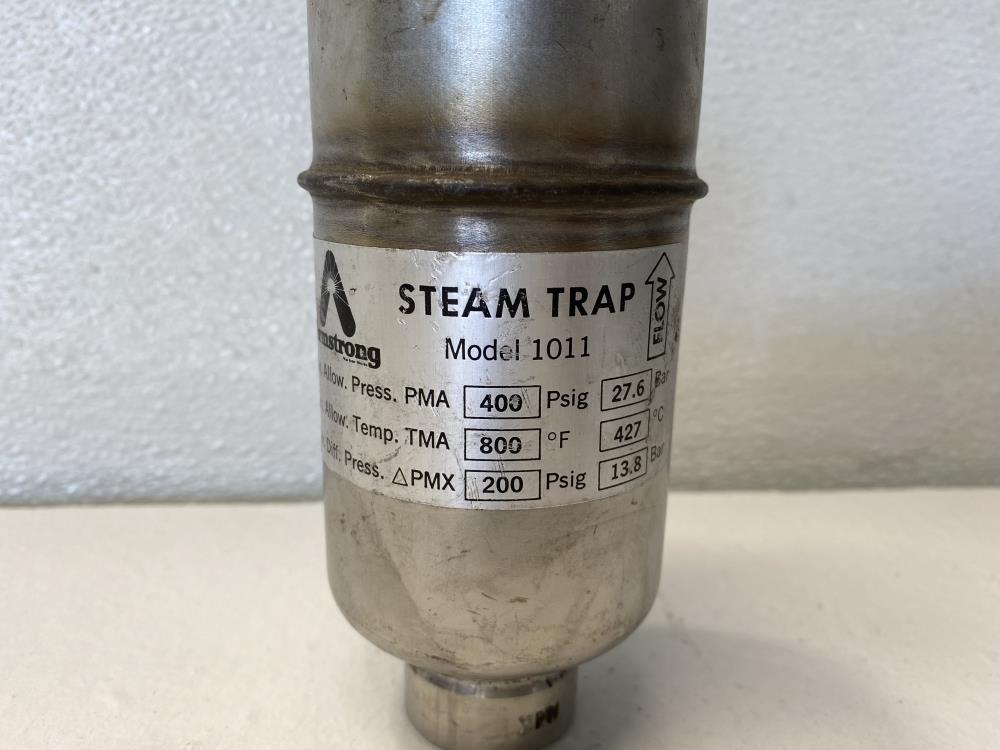 STEAM TRAP
Model 1011
Armstrong
FLOW
Allow. Press. PMA 400 Psig 27.6 Bar
Allow. Temp. TMA 800 °F 427 °C
Diff. Press. △PMX 200 Psig 13.8 Bar